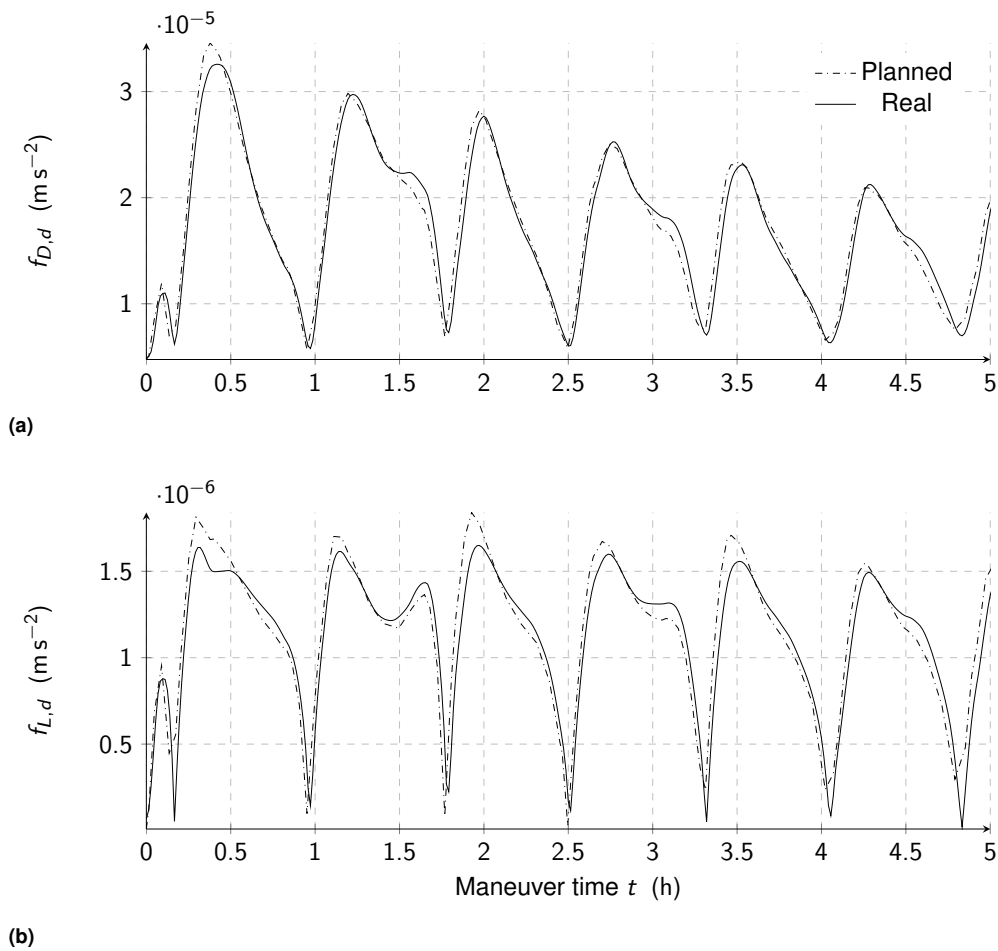 ·10⁻⁵
f_{D,d} (m s⁻²)
3
2
1
Planned
Real
0 0.5 1 1.5 2 2.5 3 3.5 4 4.5 5
(a)
·10⁻⁶
f_{L,d} (m s⁻²)
1.5
1
0.5
0 0.5 1 1.5 2 2.5 3 3.5 4 4.5 5
Maneuver time t (h)
(b)